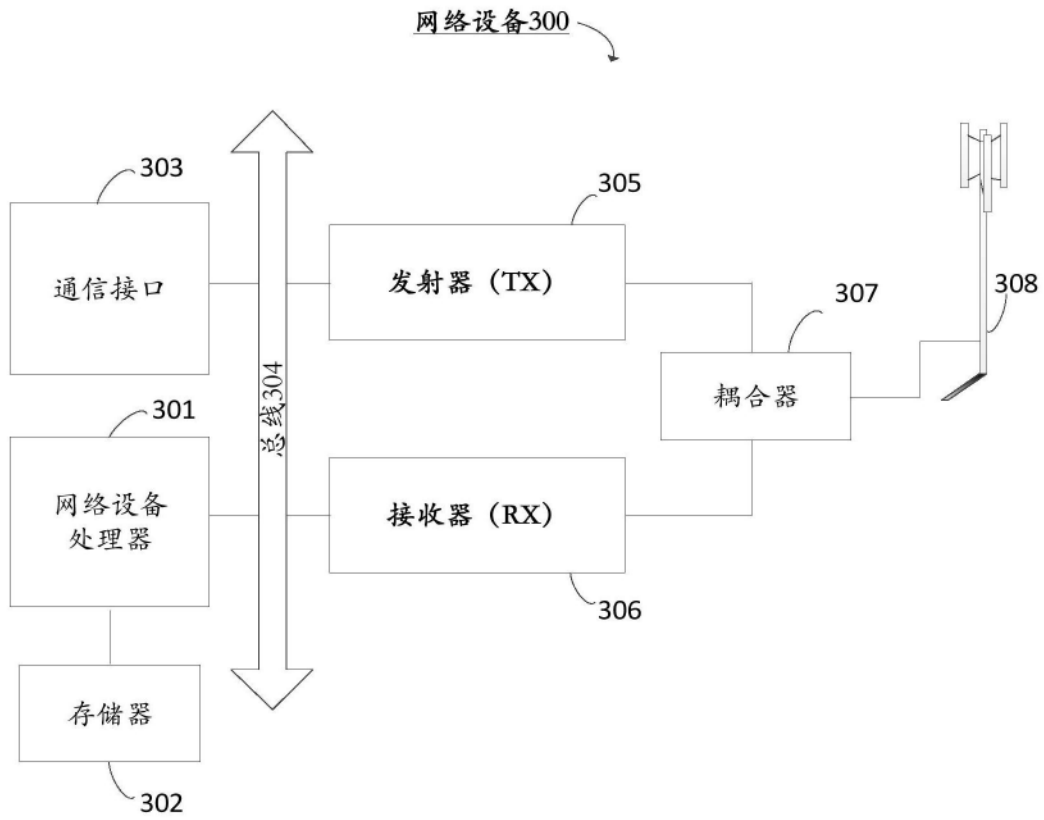 网络设备300
303
通信接口
305
发射器（TX）
307
耦合器
308
总线304
301
网络设备
处理器
接收器（RX）
306
存储器
302